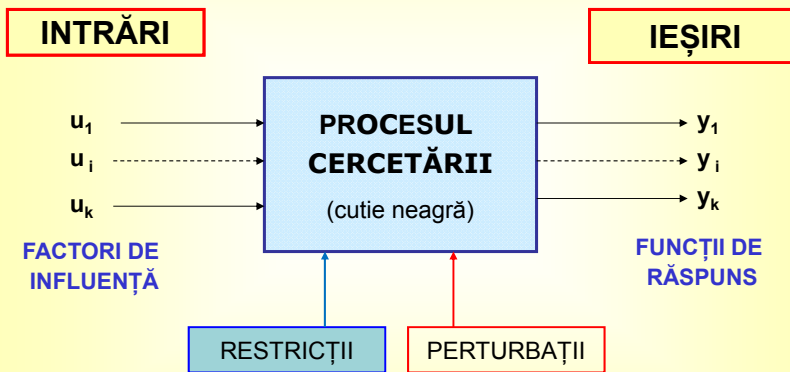 INTRĂRI
IEȘIRI
u1
ui
uk
PROCESUL
CERCETĂRII
(cutie neagră)
y1
yi
yk
FACTORI DE
INFLUENȚĂ
FUNCȚII DE
RĂSPUNS
RESTRICȚII
PERTURBAȚII